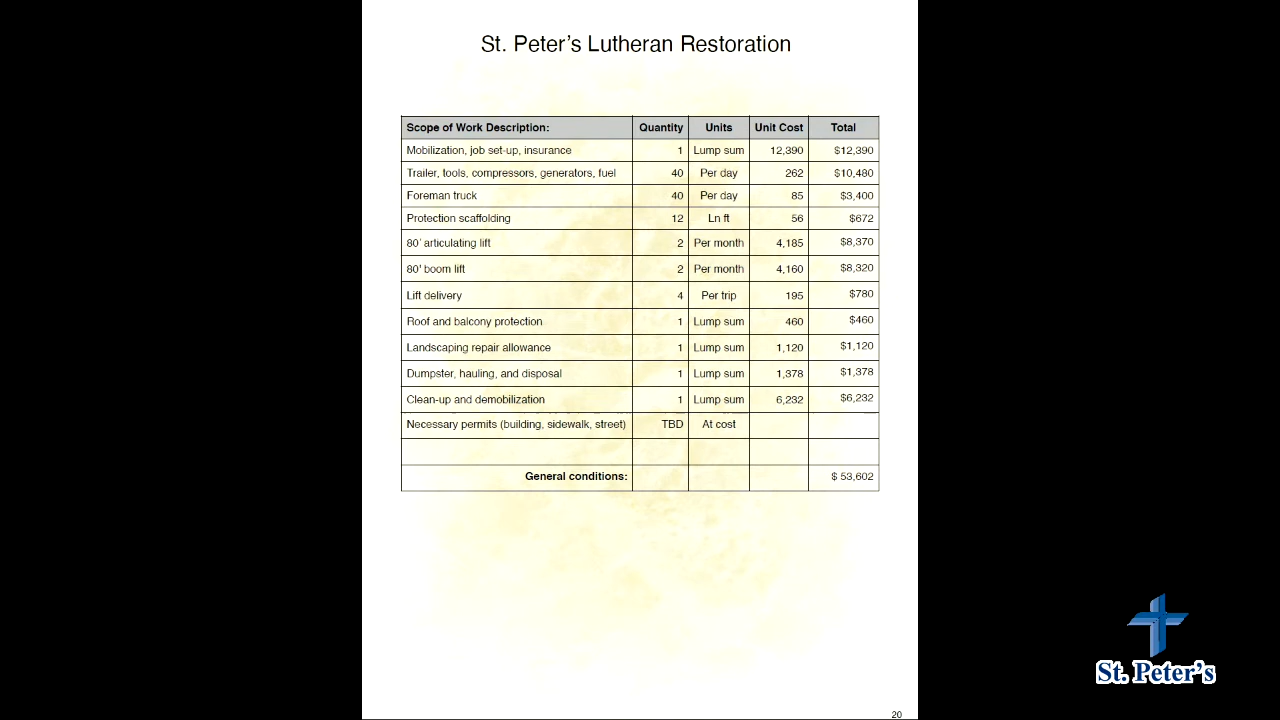 St. Peter's Lutheran Restoration
Scope of Work Description: Quantity Units Unit Cost Total
Mobilization, job set-up, insurance 1 Lump sum 12,390 $12,390
Trailer, tools, compressors, generators, fuel 40 Per day 262 $10,480
Foreman truck 40 Per day 85 $3,400
Protection scaffolding 12 Ln ft 56 $672
80' articulating lift 2 Per month 4,185 $8,370
80' boom lift 2 Per month 4,160 $8,320
Lift delivery 4 Per trip 195 $780
Roof and balcony protection 1 Lump sum 460 $460
Landscaping repair allowance 1 Lump sum 1,120 $1,120
Dumpster, hauling, and disposal 1 Lump sum 1,378 $1,378
Clean-up and demobilization 1 Lump sum 6,232 $6,232
Necessary permits (building, sidewalk, street) TBD At cost
General conditions: $ 53,602
St. Peter's
20